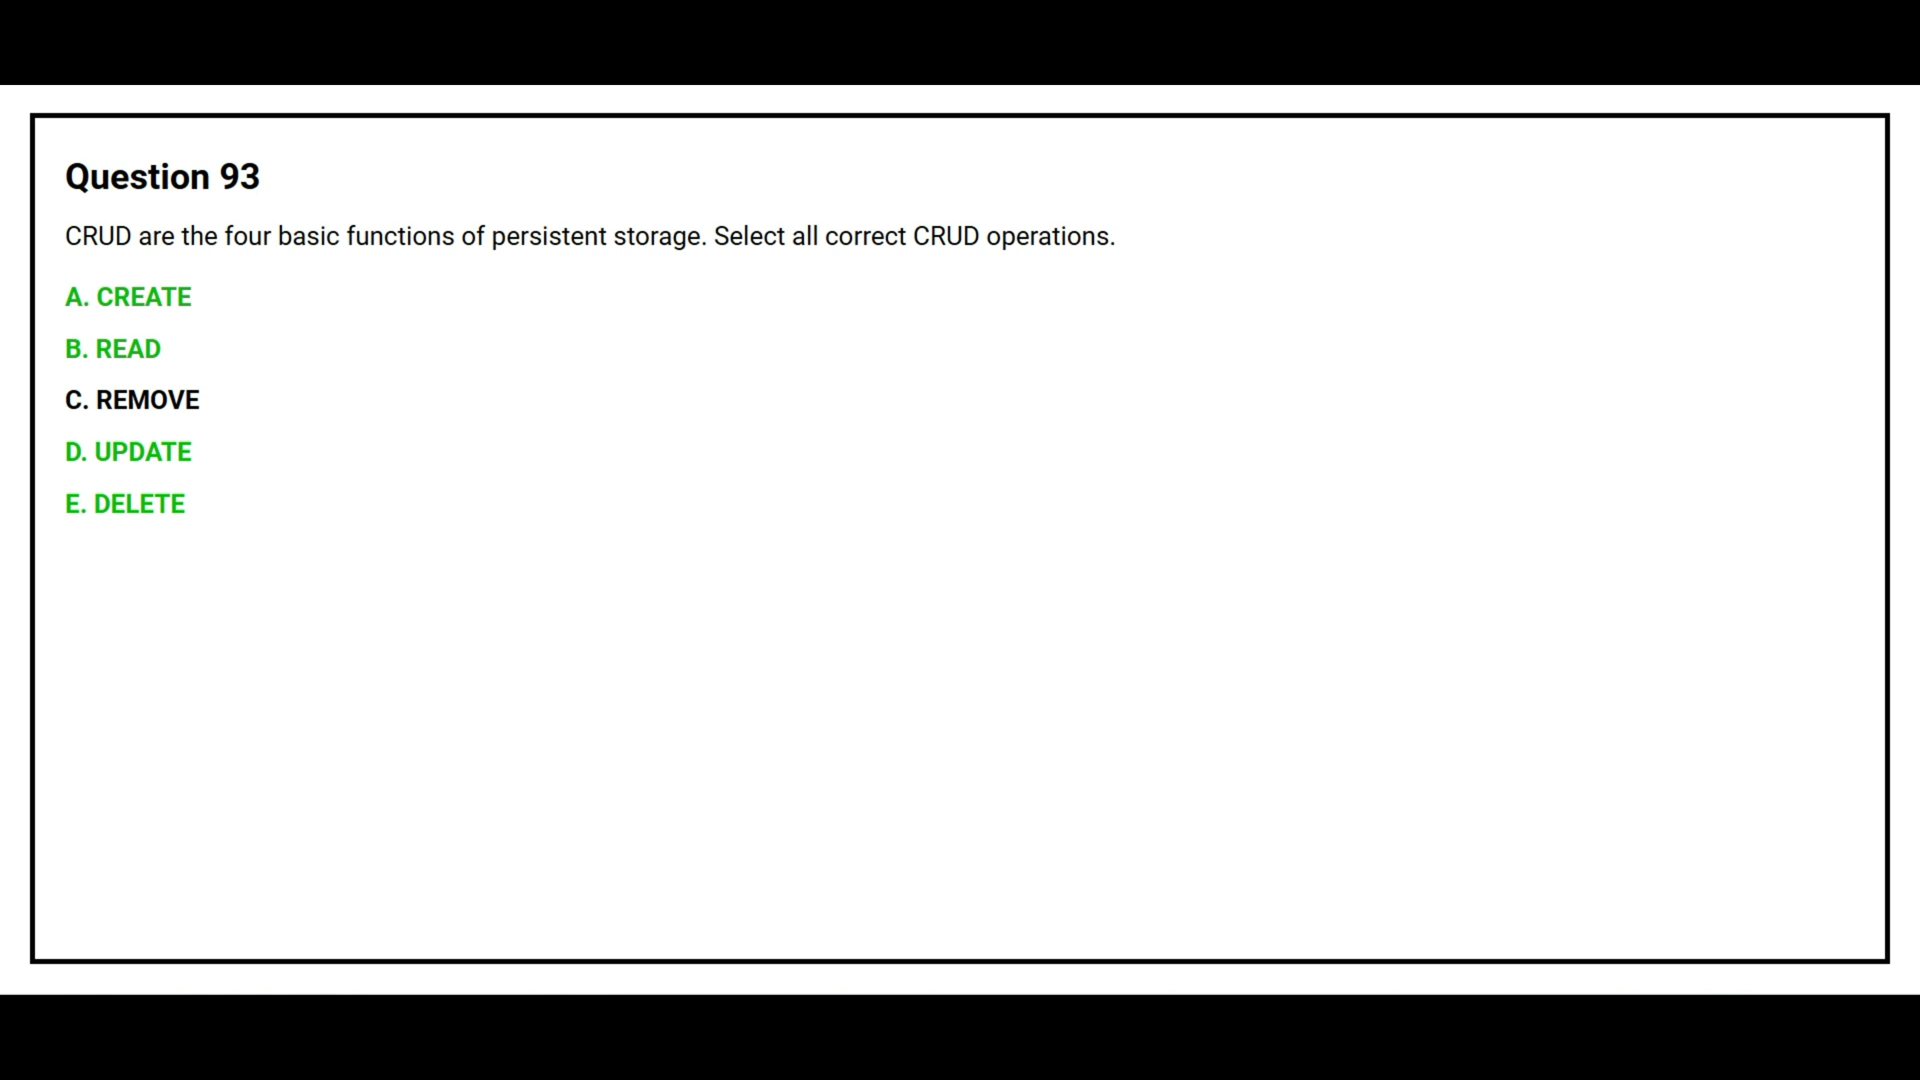 Question 93
CRUD are the four basic functions of persistent storage. Select all correct CRUD operations.
A. CREATE
B. READ
C. REMOVE
D. UPDATE
E. DELETE